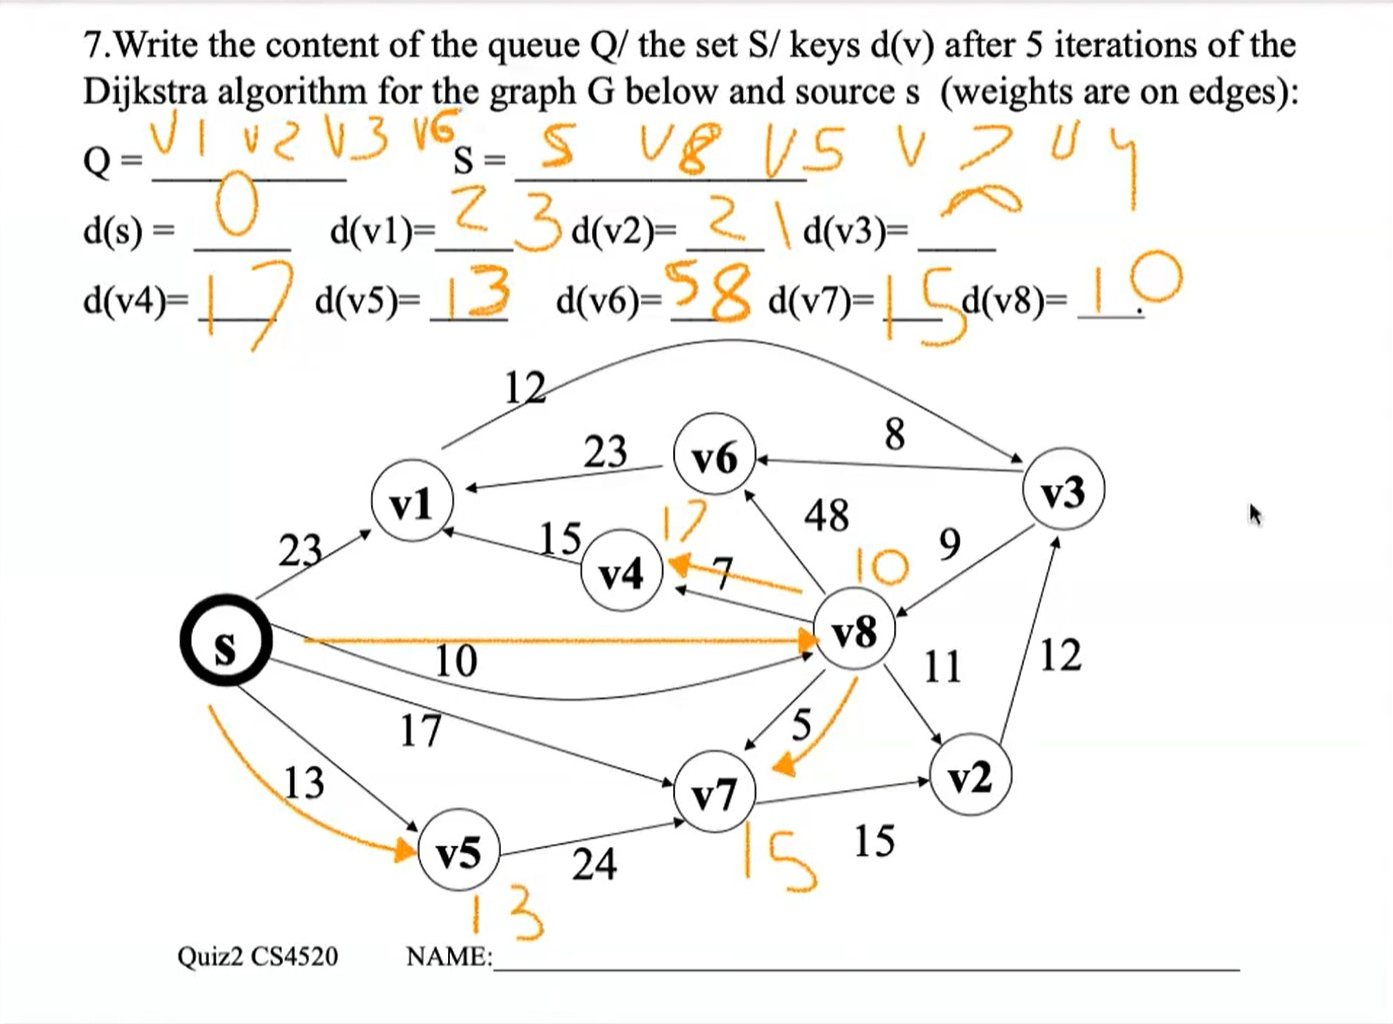 7.Write the content of the queue Q/ the set S/ keys d(v) after 5 iterations of the
Dijkstra algorithm for the graph G below and source s (weights are on edges):
Q = V1 V2 V3 V6 S = S V8 V5 V7 V4
d(s) = 0 d(v1)= 23 d(v2)= 21 d(v3)= ∞
d(v4)= 17 d(v5)= 13 d(v6)= 58 d(v7)= 15 d(v8)= 10
12
8
23
v6
v3
v1
48
17
15
9
23
10
v4
7
v8
s
10
11
12
17
5
13
v7
v2
15
15
v5
24
13
Quiz2 CS4520 NAME: